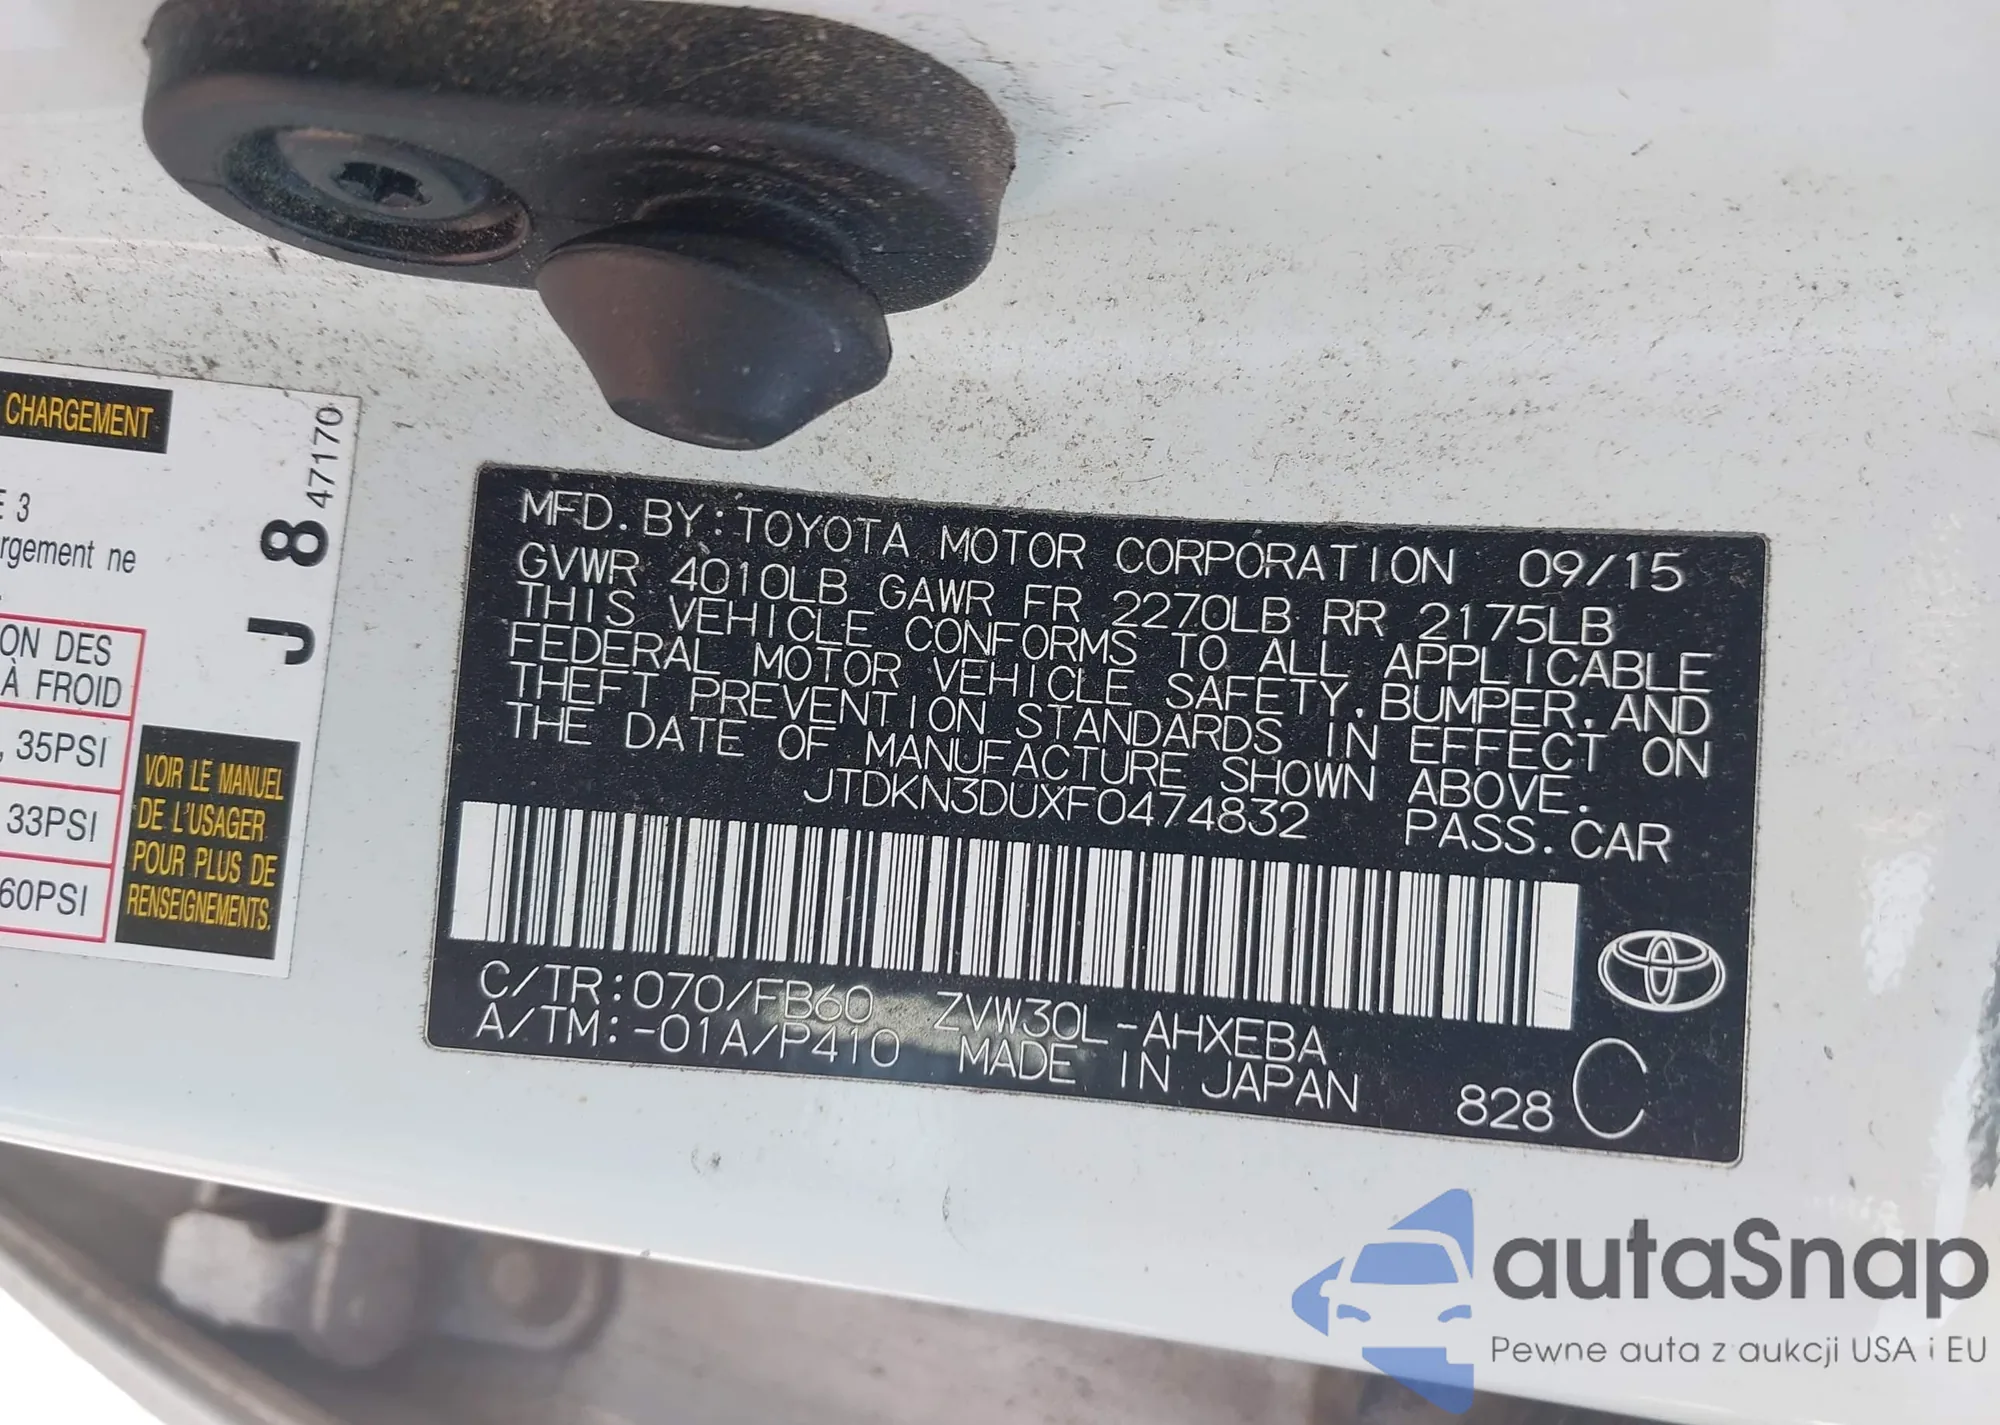 CHARGEMENT
E 3
rgement ne
ON DES
À FROID
, 35PSI
33PSI
60PSI
VOIR LE MANUEL
DE L'USAGER
POUR PLUS DE
RENSEIGNEMENTS.
J 8 47170
MFD. BY: TOYOTA MOTOR CORPORATION 09/15
GVWR 4010LB GAWR FR 2270LB RR 2175LB
THIS VEHICLE CONFORMS TO ALL APPLICABLE
FEDERAL MOTOR VEHICLE SAFETY, BUMPER, AND
THEFT PREVENTION STANDARDS IN EFFECT ON
THE DATE OF MANUFACTURE SHOWN ABOVE.
JTDKN3DUXF0474832 PASS. CAR
C/TR:070/FB60 ZVW30L-AHXEBA
A/TM:-01A/P410 MADE IN JAPAN 828 C
autaSnap
Pewne auta z aukcji USA i EU